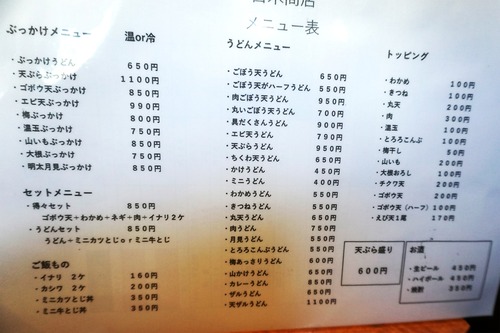 メニュー表
ぶっかけメニュー 温or冷
・ぶっかけうどん 650円
・天ぷらぶっかけ 1100円
・ゴボウ天ぶっかけ 850円
・エビ天ぶっかけ 990円
・梅ぶっかけ 800円
・温玉ぶっかけ 750円
・山いもぶっかけ 850円
・大根ぶっかけ 750円
・明太月見ぶっかけ 850円
セットメニュー
・得々セット 850円
ゴボウ天+わかめ+ネギ+肉+イナリ2ケ
・うどんセット 850円
うどん+ミニカツとじorミニ牛とじ
ご飯もの
・イナリ 2ケ 160円
・カシワ 2ケ 200円
・ミニカツとじ丼 350円
・ミニ牛とじ丼 350円
うどんメニュー
・ごぼう天うどん 650円
・ごぼう天がハーフうどん 550円
・肉ごぼう天うどん 950円
・丸いごぼう天うどん 700円
・具だくさんうどん 900円
・エビ天うどん 790円
・天ぷらうどん 950円
・ちくわ天うどん 650円
・かけうどん 450円
・ミニうどん 400円
・わかめうどん 550円
・きつねうどん 550円
・丸天うどん 650円
・肉うどん 750円
・月見うどん 550円
・とろろこんぶうどん 550円
・梅あっさりうどん 600円
・山かけうどん 650円
・カレーうどん 850円
・ザルうどん 650円
・天ザルうどん 1100円
トッピング
・わかめ 100円
・きつね 100円
・丸天 200円
・肉 300円
・温玉 100円
・とろろこんぶ 100円
・梅干し 50円
・山いも 200円
・大根おろし 100円
・チクワ天 200円
・ゴボウ天 200円
・ゴボウ天(ハーフ) 100円
・えび天1尾 170円
天ぷら盛り
600円
お酒
・生ビール 450円
・ハイボール 450円
・焼酎 350円